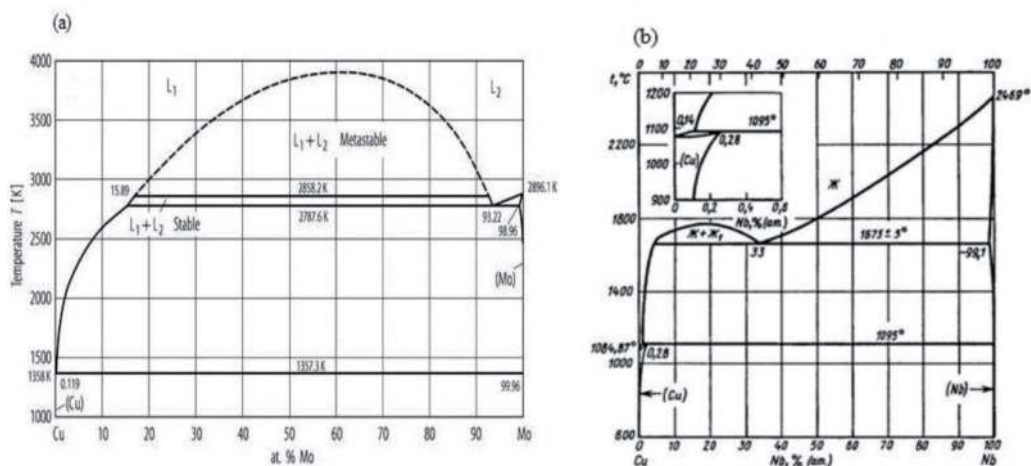 (a)
4000
3500
3000
2500
2000
1500
1358 K
1000
Temperature T [K]
L₁
L₂
L₁ + L₂ Metastable
15.89
2858.2 K
2896.1 K
L₁ + L₂ Stable
2787.6 K
93.22
98.96
(Mo)
1357.3 K
0.119
99.96
(Cu)
Cu 10 20 30 40 50 60 70 80 90 Mo
at. % Mo
(b)
0 10 20 30 40 50 60 70 80 90 100
t,°C
2469°
2200
1800
1400
1084,87°
1000
600
1200
1100
1000
900
0,14
1095°
0,28
(Cu)
0 0,2 0,4 0,6
Nb,%(am.)
Ж
Ж+Ж₁
33
1675±5°
~99,1
1095°
0,28
(Cu)
(Nb)
0 10 20 30 40 50 60 70 80 90 100
Cu Nb, % (am.) Nb